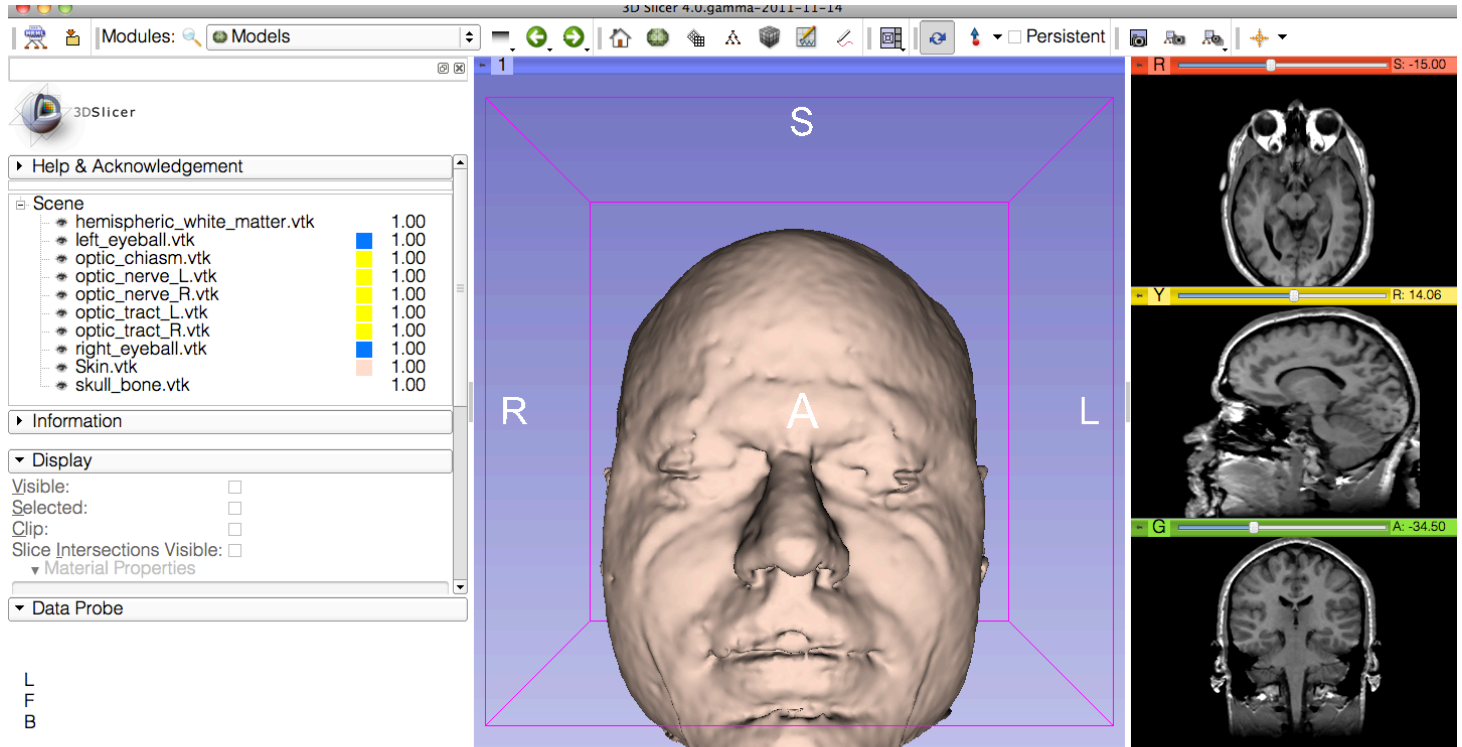 3D Slicer 4.0.gamma-2011-11-14
Modules: Models Persistent
3DSlicer
Help & Acknowledgement
Scene
hemispheric_white_matter.vtk 1.00
left_eyeball.vtk 1.00
optic_chiasm.vtk 1.00
optic_nerve_L.vtk 1.00
optic_nerve_R.vtk 1.00
optic_tract_L.vtk 1.00
optic_tract_R.vtk 1.00
right_eyeball.vtk 1.00
Skin.vtk 1.00
skull_bone.vtk 1.00
Information
Display
Visible:
Selected:
Clip:
Slice Intersections Visible:
Material Properties
Data Probe
L
F
B
1
S
R A L
R S: -15.00
Y R: 14.06
G A: -34.50